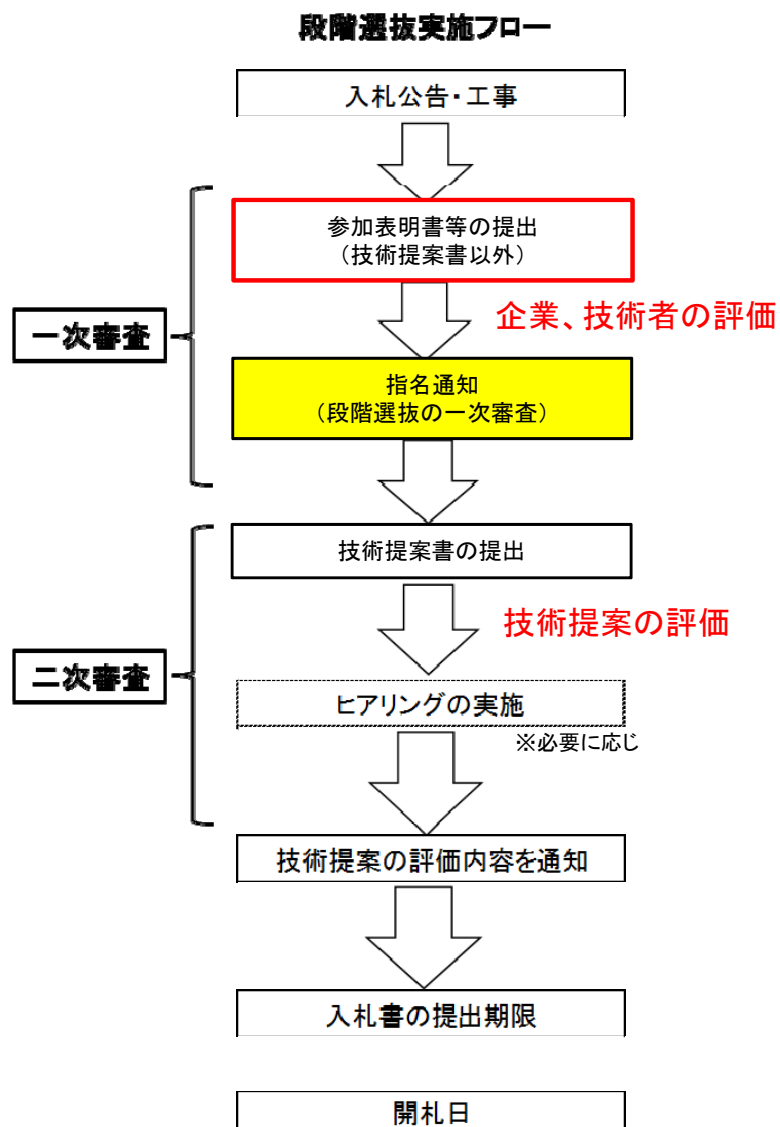 段階選抜実施フロー
入札公告・工事
参加表明書等の提出
（技術提案書以外）
企業、技術者の評価
一次審査
指名通知
（段階選抜の一次審査）
技術提案書の提出
技術提案の評価
二次審査
ヒアリングの実施
※必要に応じ
技術提案の評価内容を通知
入札書の提出期限
開札日